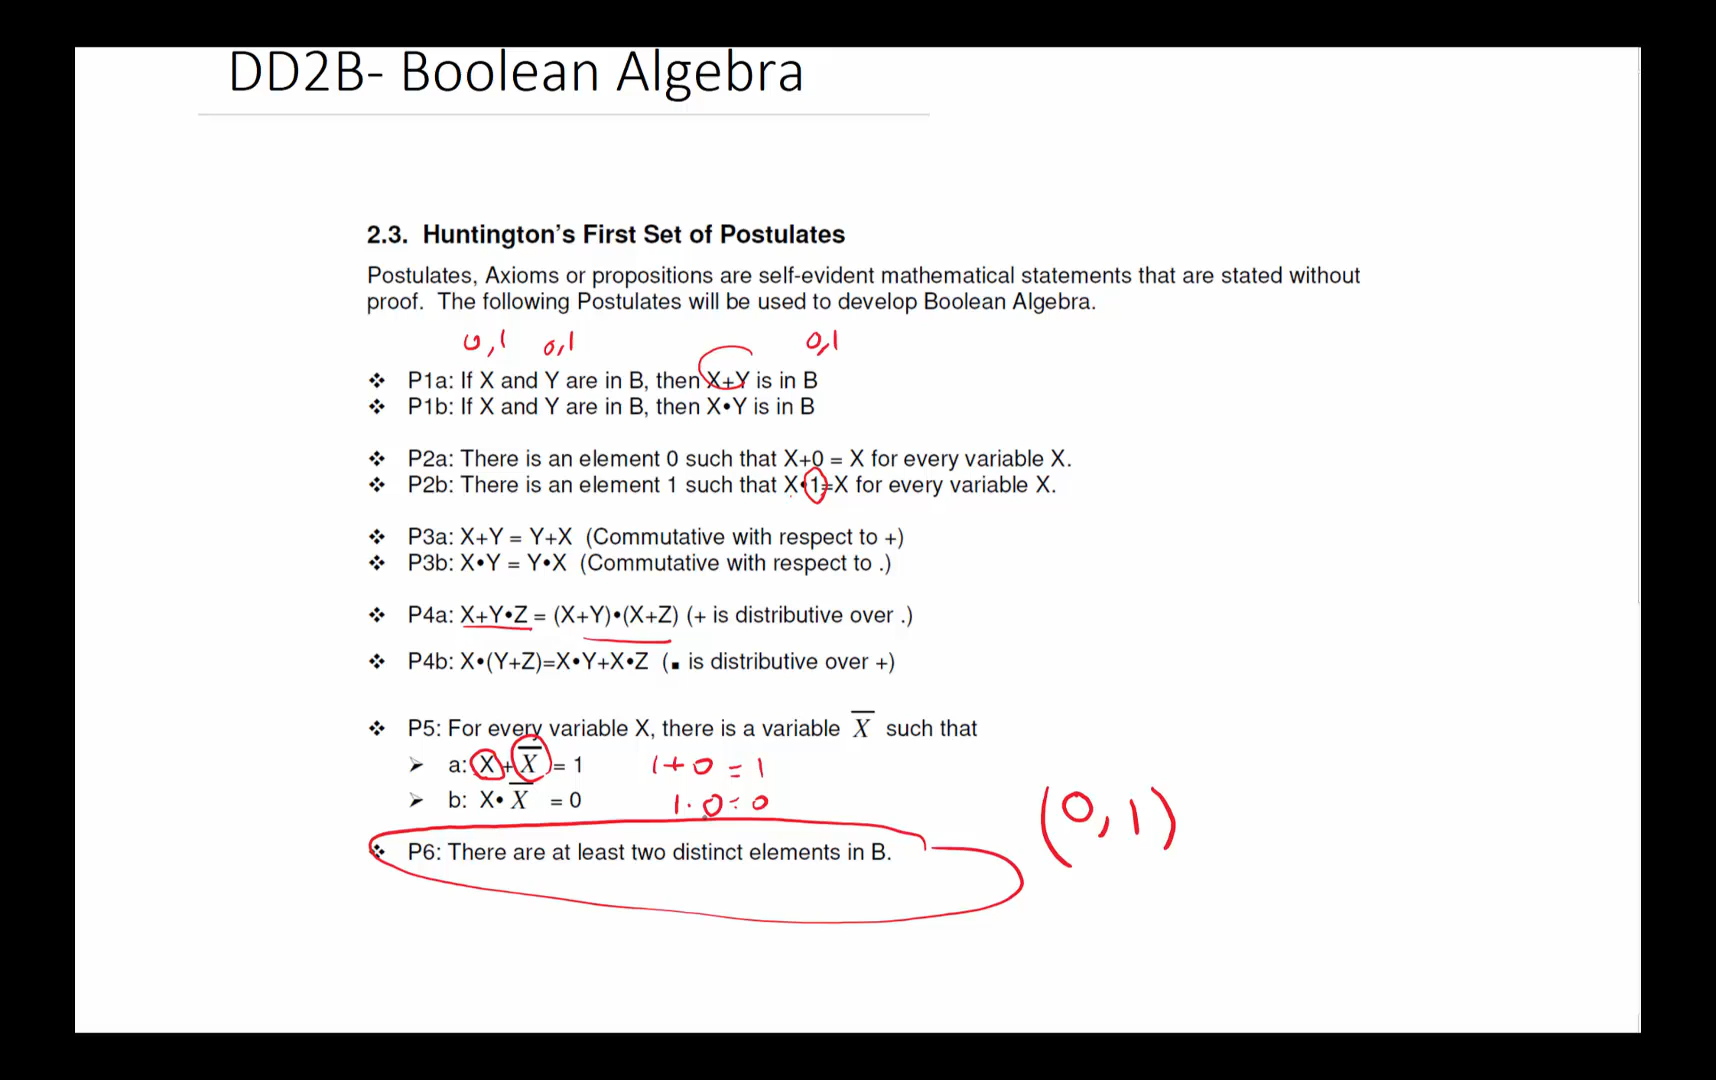 DD2B- Boolean Algebra
2.3. Huntington's First Set of Postulates
Postulates, Axioms or propositions are self-evident mathematical statements that are stated without
proof. The following Postulates will be used to develop Boolean Algebra.
0,1 0,1 0,1
❖ P1a: If X and Y are in B, then X+Y is in B
❖ P1b: If X and Y are in B, then X•Y is in B
❖ P2a: There is an element 0 such that X+0 = X for every variable X.
❖ P2b: There is an element 1 such that X•1=X for every variable X.
❖ P3a: X+Y = Y+X (Commutative with respect to +)
❖ P3b: X•Y = Y•X (Commutative with respect to .)
❖ P4a: X+Y•Z = (X+Y)•(X+Z) (+ is distributive over .)
❖ P4b: X•(Y+Z)=X•Y+X•Z (▪ is distributive over +)
❖ P5: For every variable X, there is a variable X̅ such that
➢ a: X+X̅ = 1 1+0=1
➢ b: X• X̅ = 0 1.0=0
(0,1)
❖ P6: There are at least two distinct elements in B.